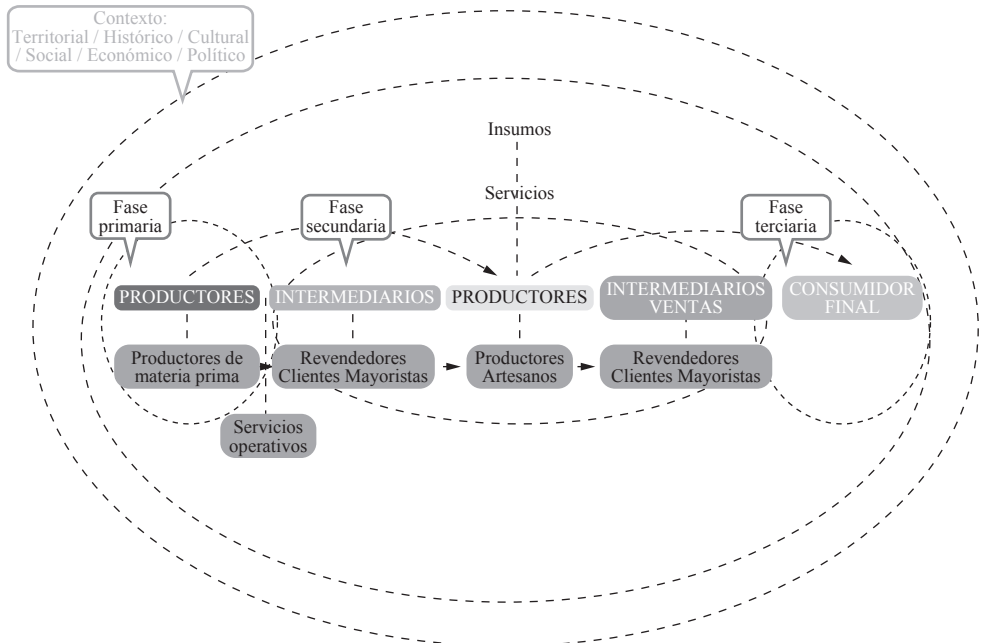 Contexto:
Territorial / Histórico / Cultural
/ Social / Económico / Político
Insumos
Servicios
Fase
primaria
Fase
secundaria
Fase
terciaria
PRODUCTORES
INTERMEDIARIOS
PRODUCTORES
INTERMEDIARIOS
VENTAS
CONSUMIDOR
FINAL
Productores de
materia prima
Revendedores
Clientes Mayoristas
Productores
Artesanos
Revendedores
Clientes Mayoristas
Servicios
operativos